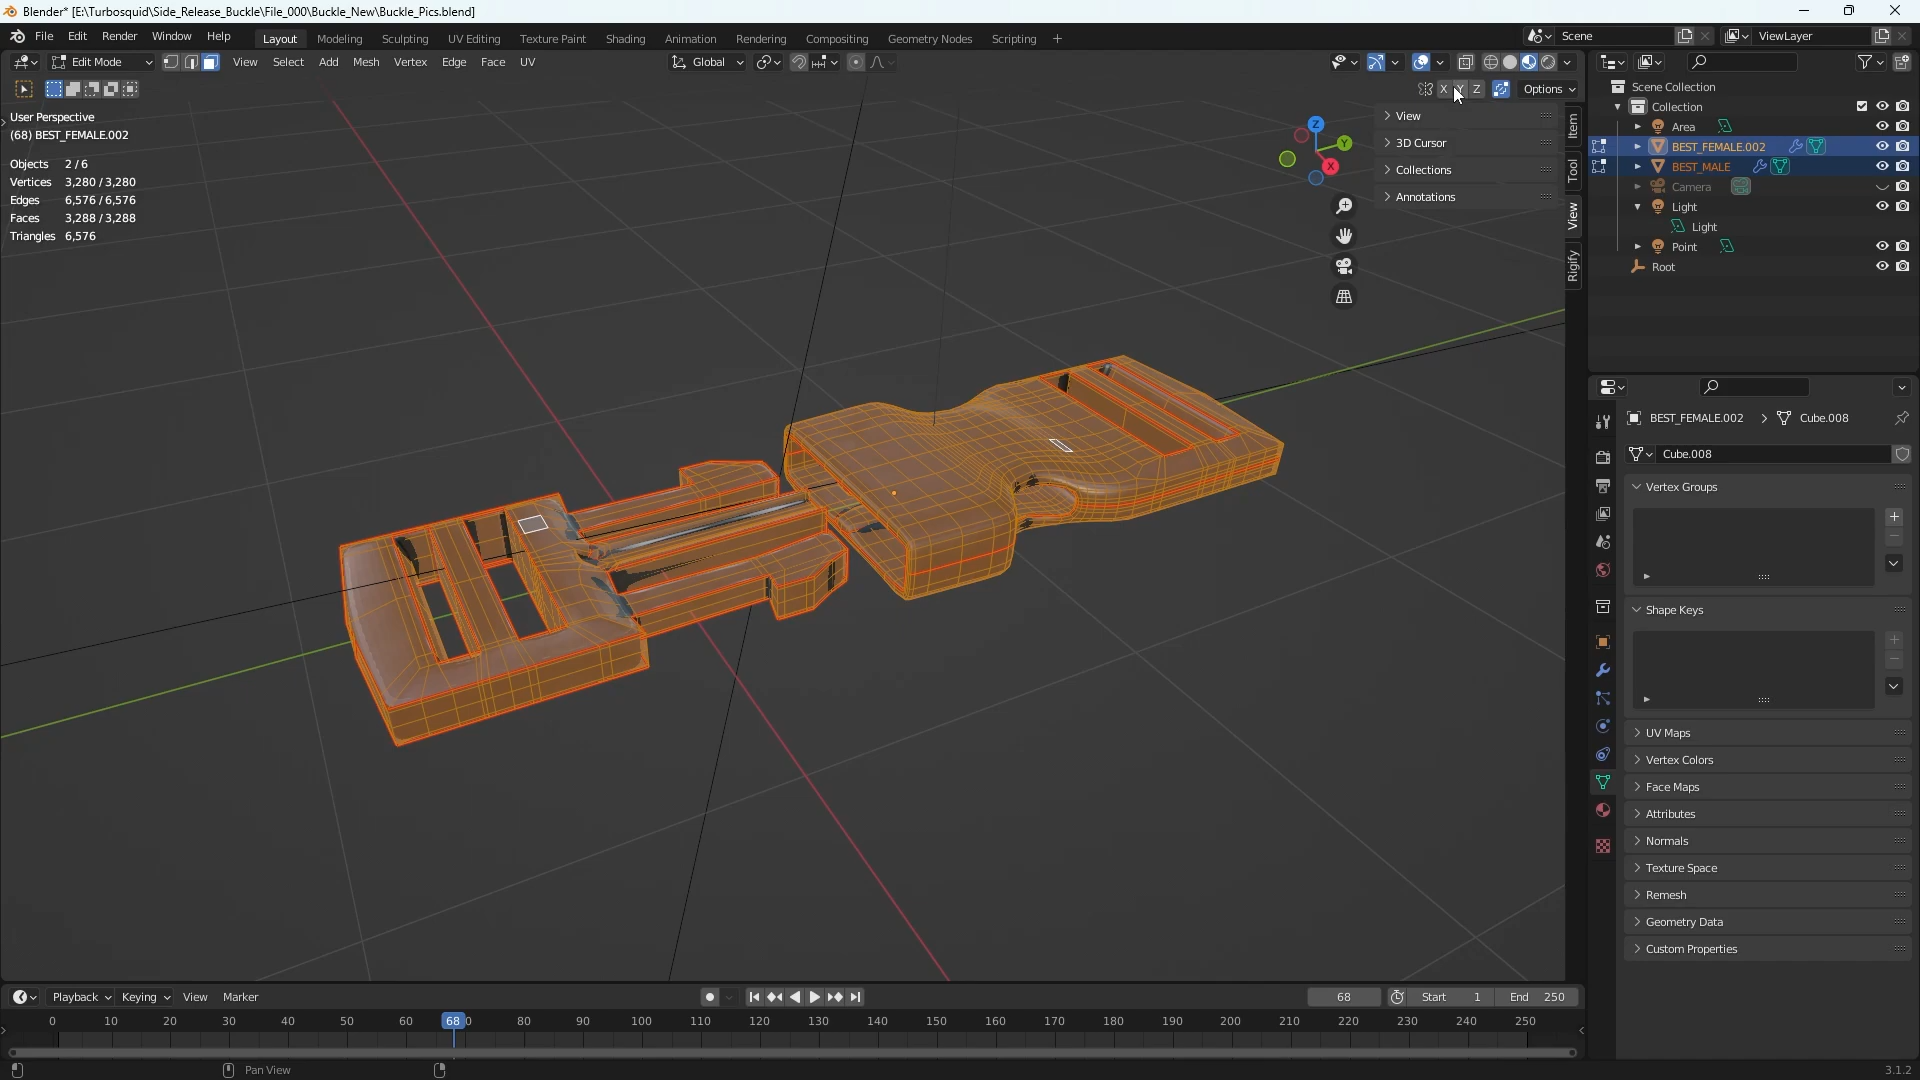 Blender* [E:\Turbosquid\Side_Release_Buckle\File_000\Buckle_New\Buckle_Pics.blend]
File Edit Render Window Help Layout Modeling Sculpting UV Editing Texture Paint Shading Animation Rendering Compositing Geometry Nodes Scripting + Scene ViewLayer
Edit Mode View Select Add Mesh Vertex Edge Face UV Global
X Y Z Options
User Perspective
(68) BEST_FEMALE.002
Objects 2/6
Vertices 3,280/3,280
Edges 6,576/6,576
Faces 3,288/3,288
Triangles 6,576
Z
Y
X
View
3D Cursor
Collections
Annotations
Item
Tool
View
Rigify
Scene Collection
Collection
Area
BEST_FEMALE.002
BEST_MALE
Camera
Light
Light
Point
Root
BEST_FEMALE.002 > Cube.008
Cube.008
Vertex Groups
Shape Keys
UV Maps
Vertex Colors
Face Maps
Attributes
Normals
Texture Space
Remesh
Geometry Data
Custom Properties
Playback Keying View Marker 68 Start 1 End 250
0 10 20 30 40 50 60 68 80 90 100 110 120 130 140 150 160 170 180 190 200 210 220 230 240 250
Pan View 3.1.2